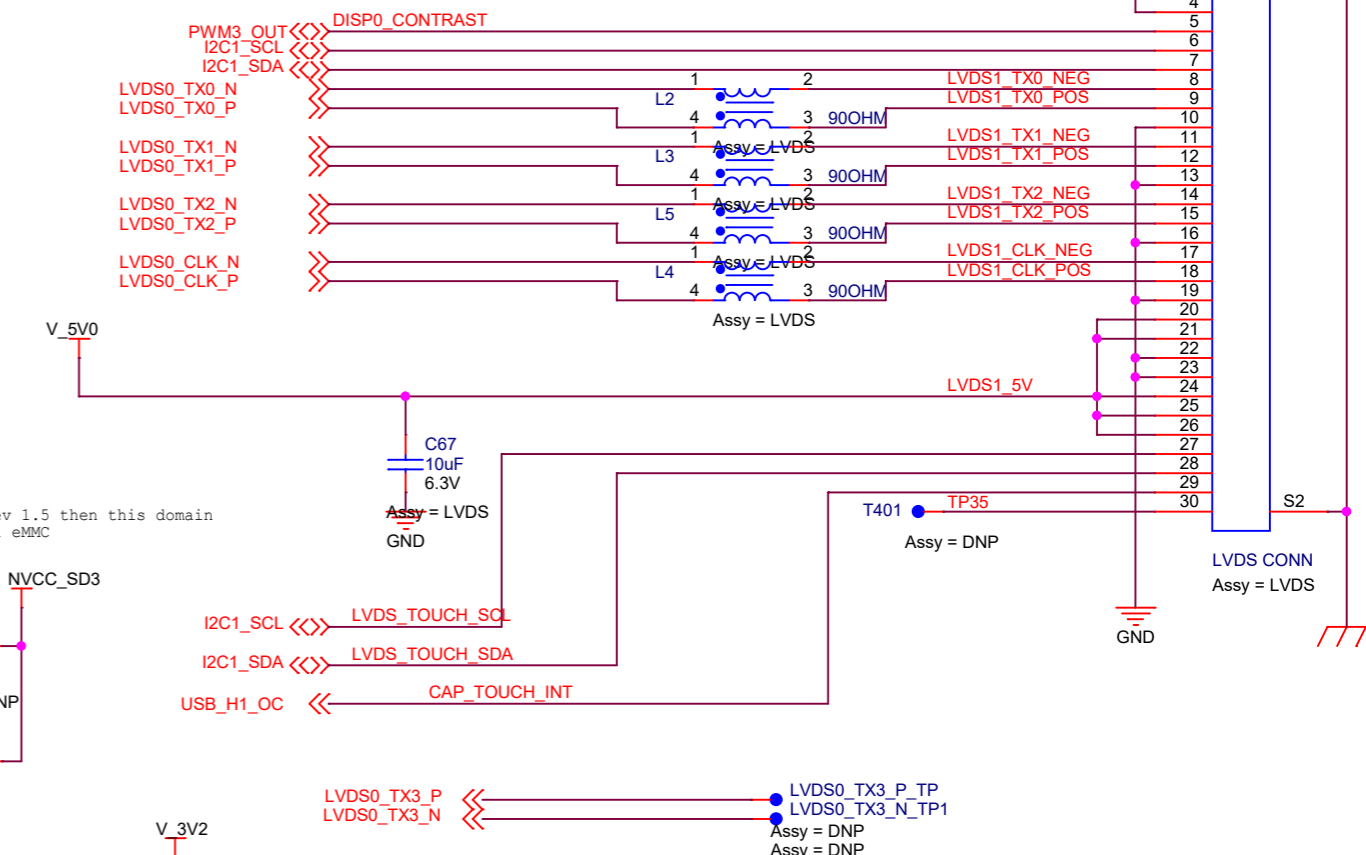 4
DISP0_CONTRAST
PWM3_OUT
5
I2C1_SCL
6
I2C1_SDA
7
LVDS0_TX0_N
1
2
LVDS1_TX0_NEG
8
LVDS0_TX0_P
L2
LVDS1_TX0_POS
9
4
3
90OHM
10
LVDS0_TX1_N
1
2
LVDS1_TX1_NEG
11
Assy = LVDS
LVDS0_TX1_P
L3
LVDS1_TX1_POS
12
4
3
90OHM
13
LVDS0_TX2_N
1
2
LVDS1_TX2_NEG
14
Assy = LVDS
LVDS0_TX2_P
L5
LVDS1_TX2_POS
15
4
3
90OHM
16
LVDS0_CLK_N
1
2
LVDS1_CLK_NEG
17
Assy = LVDS
LVDS0_CLK_P
L4
LVDS1_CLK_POS
18
4
3
90OHM
19
Assy = LVDS
20
V_5V0
21
22
23
LVDS1_5V
24
25
26
C67
10uF
6.3V
Assy = LVDS
GND
27
28
29
30
T401
TP35
Assy = DNP
S2
LVDS CONN
Assy = LVDS
GND
ev 1.5 then this domain
eMMC
NVCC_SD3
I2C1_SCL
LVDS_TOUCH_SCL
I2C1_SDA
LVDS_TOUCH_SDA
USB_H1_OC
CAP_TOUCH_INT
NP
LVDS0_TX3_P
LVDS0_TX3_P_TP
LVDS0_TX3_N
LVDS0_TX3_N_TP1
Assy = DNP
Assy = DNP
V_3V2